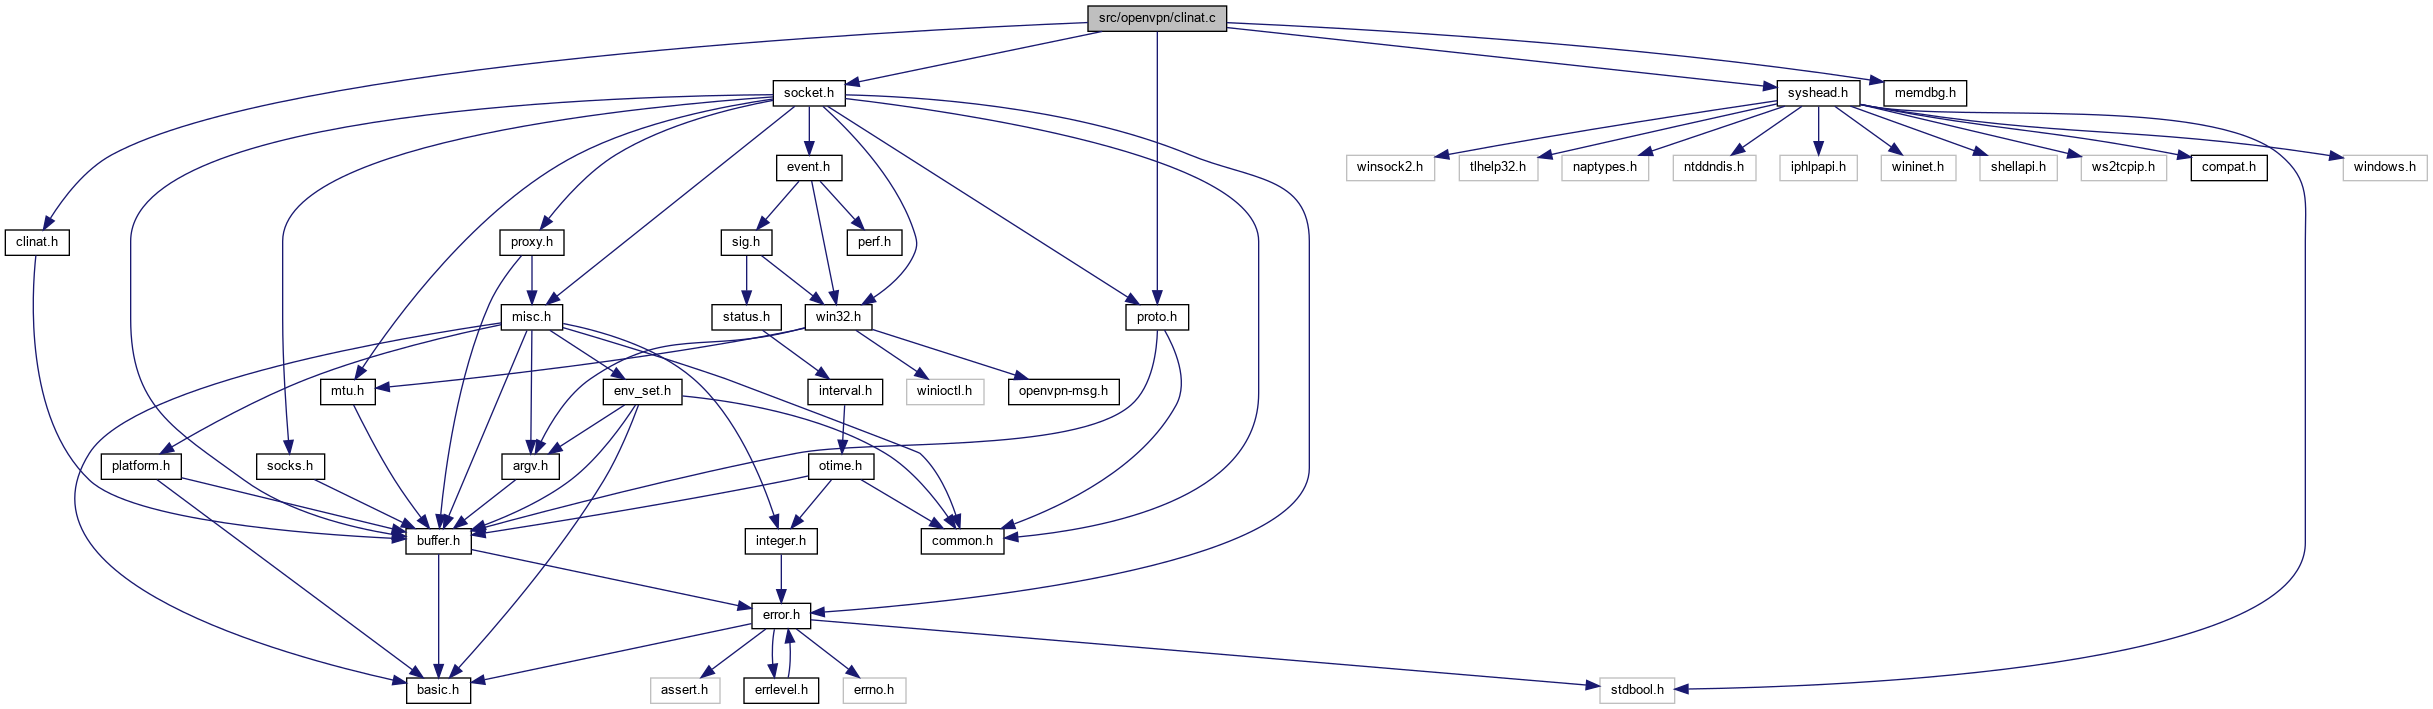 src/openvpn/clinat.c
socket.h
syshead.h
memdbg.h
event.h
winsock2.h
tlhelp32.h
naptypes.h
ntddndis.h
iphlpapi.h
wininet.h
shellapi.h
ws2tcpip.h
compat.h
windows.h
clinat.h
proxy.h
sig.h
perf.h
misc.h
status.h
win32.h
proto.h
mtu.h
env_set.h
interval.h
winioctl.h
openvpn-msg.h
platform.h
socks.h
argv.h
otime.h
buffer.h
integer.h
common.h
error.h
basic.h
assert.h
errlevel.h
errno.h
stdbool.h